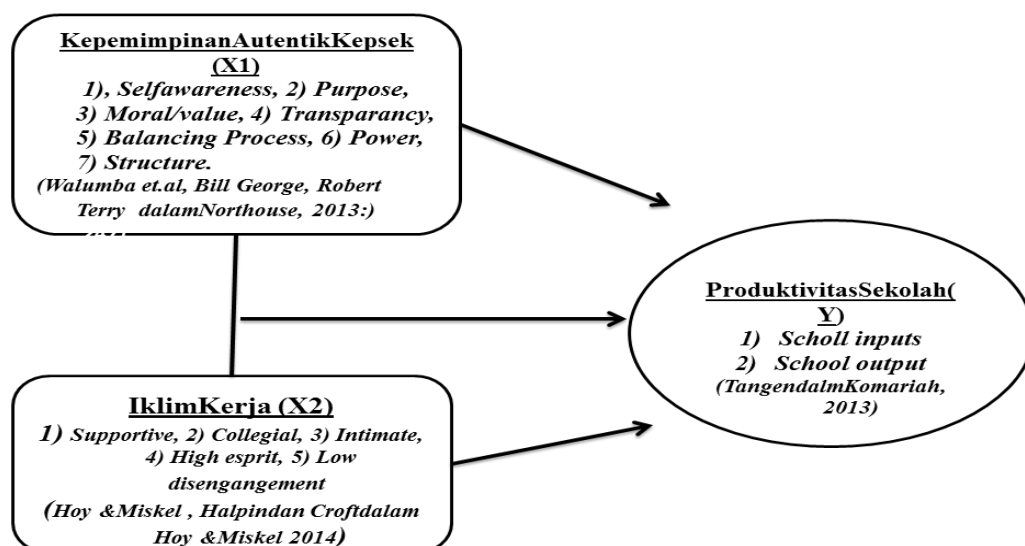 KepemimpinanAutentikKepsek
(X1)
1), Selfawareness, 2) Purpose,
3) Moral/value, 4) Transparancy,
5) Balancing Process, 6) Power,
7) Structure.
(Walumba et.al, Bill George, Robert
Terry dalamNorthouse, 2013:)
ProduktivitasSekolah(
Y)
1) Scholl inputs
2) School output
(TangendalmKomariah,
2013)
IklimKerja (X2)
1) Supportive, 2) Collegial, 3) Intimate,
4) High esprit, 5) Low
disengangement
(Hoy &Miskel , Halpindan Croftdalam
Hoy &Miskel 2014)